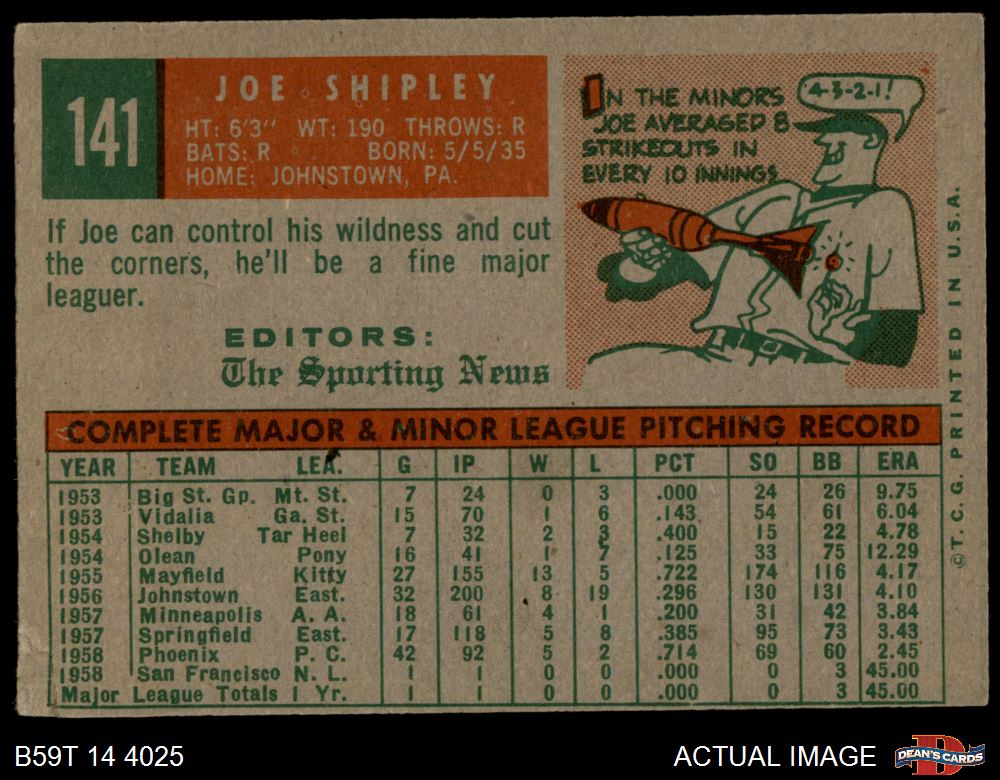 141
JOE SHIPLEY
HT: 6'3" WT: 190 THROWS: R
BATS: R BORN: 5/5/35
HOME: JOHNSTOWN, PA.
If Joe can control his wildness and cut
the corners, he'll be a fine major
leaguer.
EDITORS:
The Sporting News
IN THE MINORS
JOE AVERAGED 8
STRIKEOUTS IN
EVERY 10 INNINGS
4-3-2-1!
COMPLETE MAJOR & MINOR LEAGUE PITCHING RECORD
YEAR TEAM LEA. G IP W L PCT SO BB ERA
1953 Big St. Gp. Mt. St. 7 24 0 3 .000 24 26 9.75
1953 Vidalia Ga. St. 15 70 1 6 .143 54 61 6.04
1954 Shelby Tar Heel 7 32 2 3 .400 15 22 4.78
1954 Olean Pony 16 41 1 7 .125 33 75 12.29
1955 Mayfield Kitty 27 155 13 5 .722 174 116 4.17
1956 Johnstown East. 32 200 8 19 .296 130 131 4.10
1957 Minneapolis A. A. 18 61 4 1 .200 31 42 3.84
1957 Springfield East. 17 118 5 8 .385 95 73 3.43
1958 Phoenix P. C. 42 92 5 2 .714 69 60 2.45
1958 San Francisco N. L. 1 1 0 0 .000 0 3 45.00
Major League Totals 1 Yr. 1 1 0 0 .000 0 3 45.00
©T. C. G. PRINTED IN U.S.A.
B59T 14 4025
ACTUAL IMAGE
DEAN'S CARDS